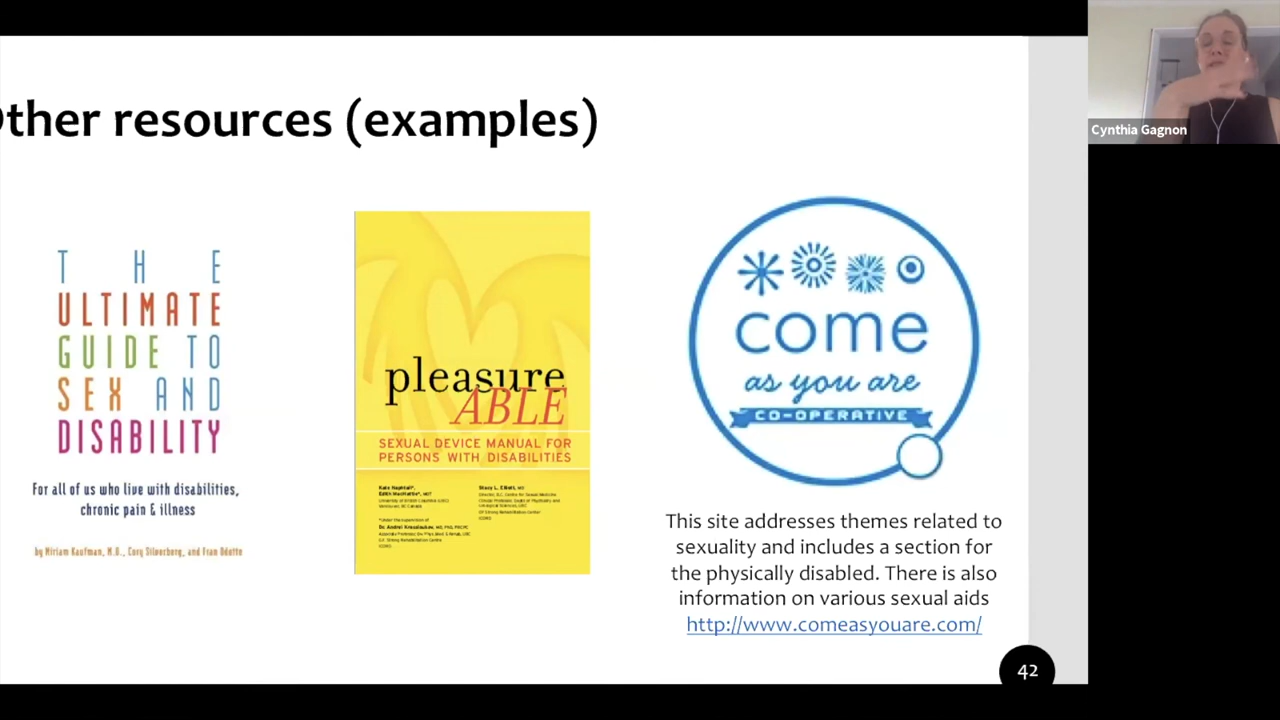 ther resources (examples)
Cynthia Gagnon
THE
ULTIMATE
GUIDE TO
SEX AND
DISABILITY
For all of us who live with disabilities,
chronic pain & illness
by Miriam Kaufman, M.D., Cory Silverberg, and Fran Odette
pleasure
ABLE
SEXUAL DEVICE MANUAL FOR
PERSONS WITH DISABILITIES
come
as you are
CO-OPERATIVE
This site addresses themes related to
sexuality and includes a section for
the physically disabled. There is also
information on various sexual aids
http://www.comeasyouare.com/
42